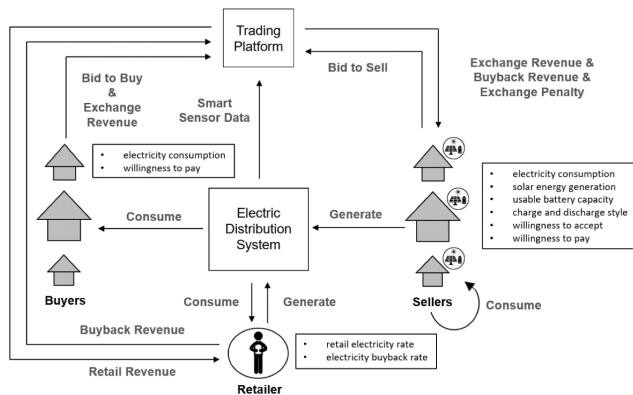 Trading
Platform
Bid to Buy
&
Exchange
Revenue
Smart
Sensor Data
Bid to Sell
Exchange Revenue &
Buyback Revenue &
Exchange Penalty
• electricity consumption
• willingness to pay
• electricity consumption
• solar energy generation
• usable battery capacity
• charge and discharge style
• willingness to accept
• willingness to pay
Consume
Electric
Distribution
System
Generate
Buyers
Sellers
Consume
Consume
Generate
Buyback Revenue
Retail Revenue
• retail electricity rate
• electricity buyback rate
Retailer